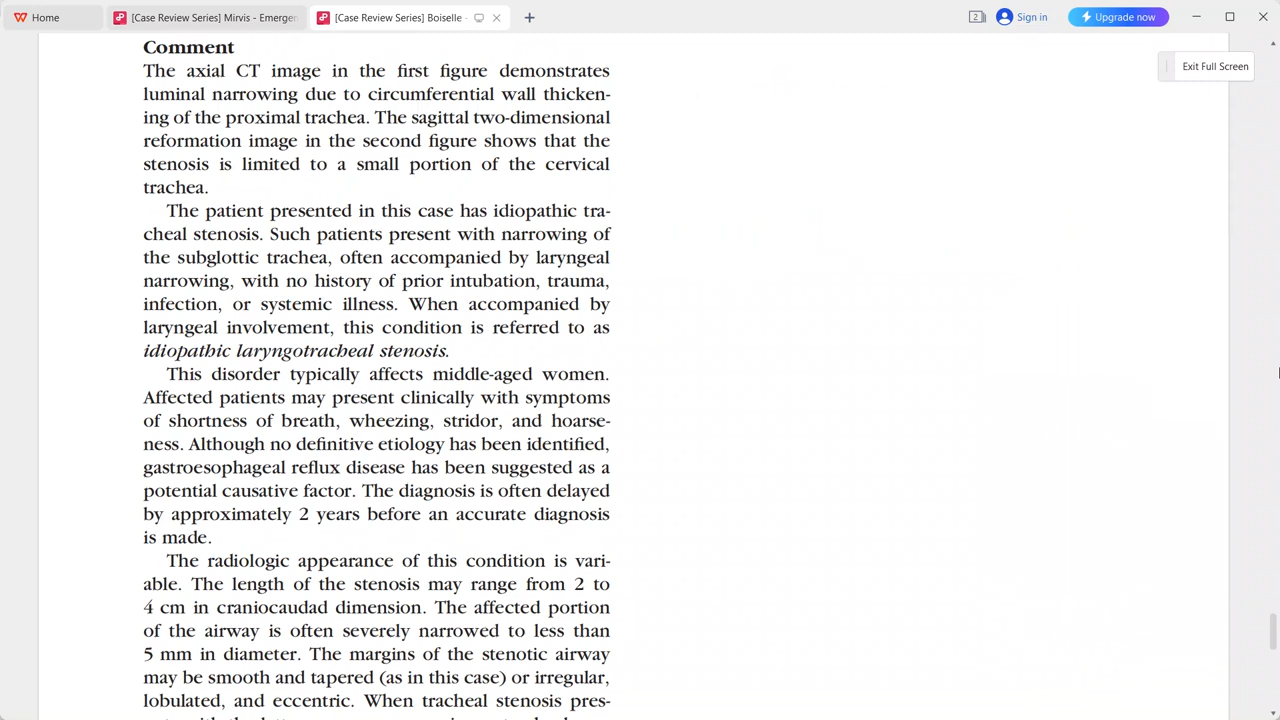 Home
[Case Review Series] Mirvis - Emergen
[Case Review Series] Boiselle -
2
Sign in
Upgrade now
Exit Full Screen
Comment
The axial CT image in the first figure demonstrates
luminal narrowing due to circumferential wall thicken-
ing of the proximal trachea. The sagittal two-dimensional
reformation image in the second figure shows that the
stenosis is limited to a small portion of the cervical
trachea.
The patient presented in this case has idiopathic tra-
cheal stenosis. Such patients present with narrowing of
the subglottic trachea, often accompanied by laryngeal
narrowing, with no history of prior intubation, trauma,
infection, or systemic illness. When accompanied by
laryngeal involvement, this condition is referred to as
idiopathic laryngotracheal stenosis.
This disorder typically affects middle-aged women.
Affected patients may present clinically with symptoms
of shortness of breath, wheezing, stridor, and hoarse-
ness. Although no definitive etiology has been identified,
gastroesophageal reflux disease has been suggested as a
potential causative factor. The diagnosis is often delayed
by approximately 2 years before an accurate diagnosis
is made.
The radiologic appearance of this condition is vari-
able. The length of the stenosis may range from 2 to
4 cm in craniocaudad dimension. The affected portion
of the airway is often severely narrowed to less than
5 mm in diameter. The margins of the stenotic airway
may be smooth and tapered (as in this case) or irregular,
lobulated, and eccentric. When tracheal stenosis pres-